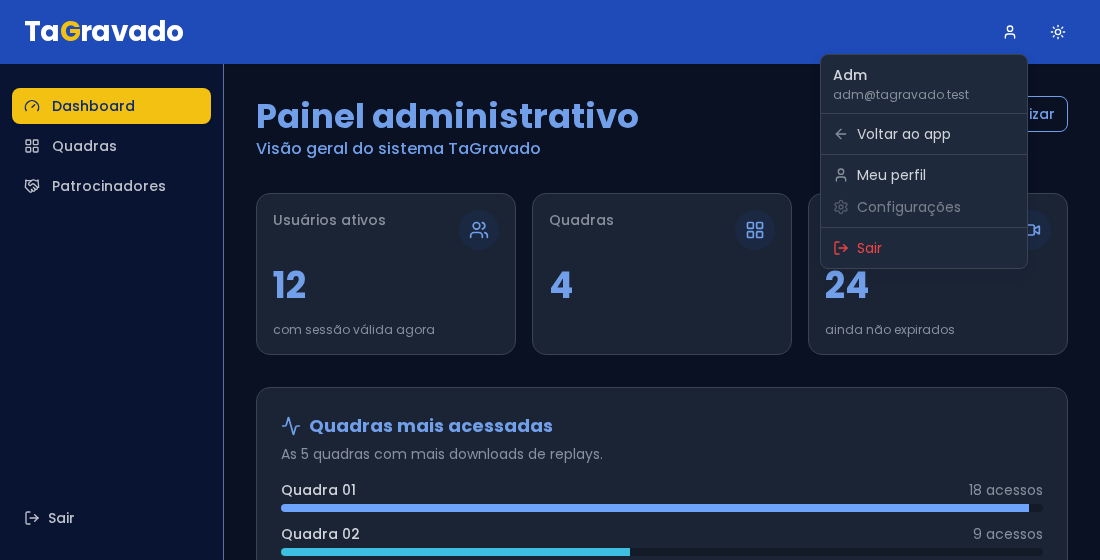 TaGravado
Adm
adm@tagravado.test
Voltar ao app
Meu perfil
Configurações
Sair
Dashboard
Quadras
Patrocinadores
Sair
Painel administrativo
Visão geral do sistema TaGravado
Usuários ativos
12
com sessão válida agora
Quadras
4
24
ainda não expirados
Quadras mais acessadas
As 5 quadras com mais downloads de replays.
Quadra 01
18 acessos
Quadra 02
9 acessos